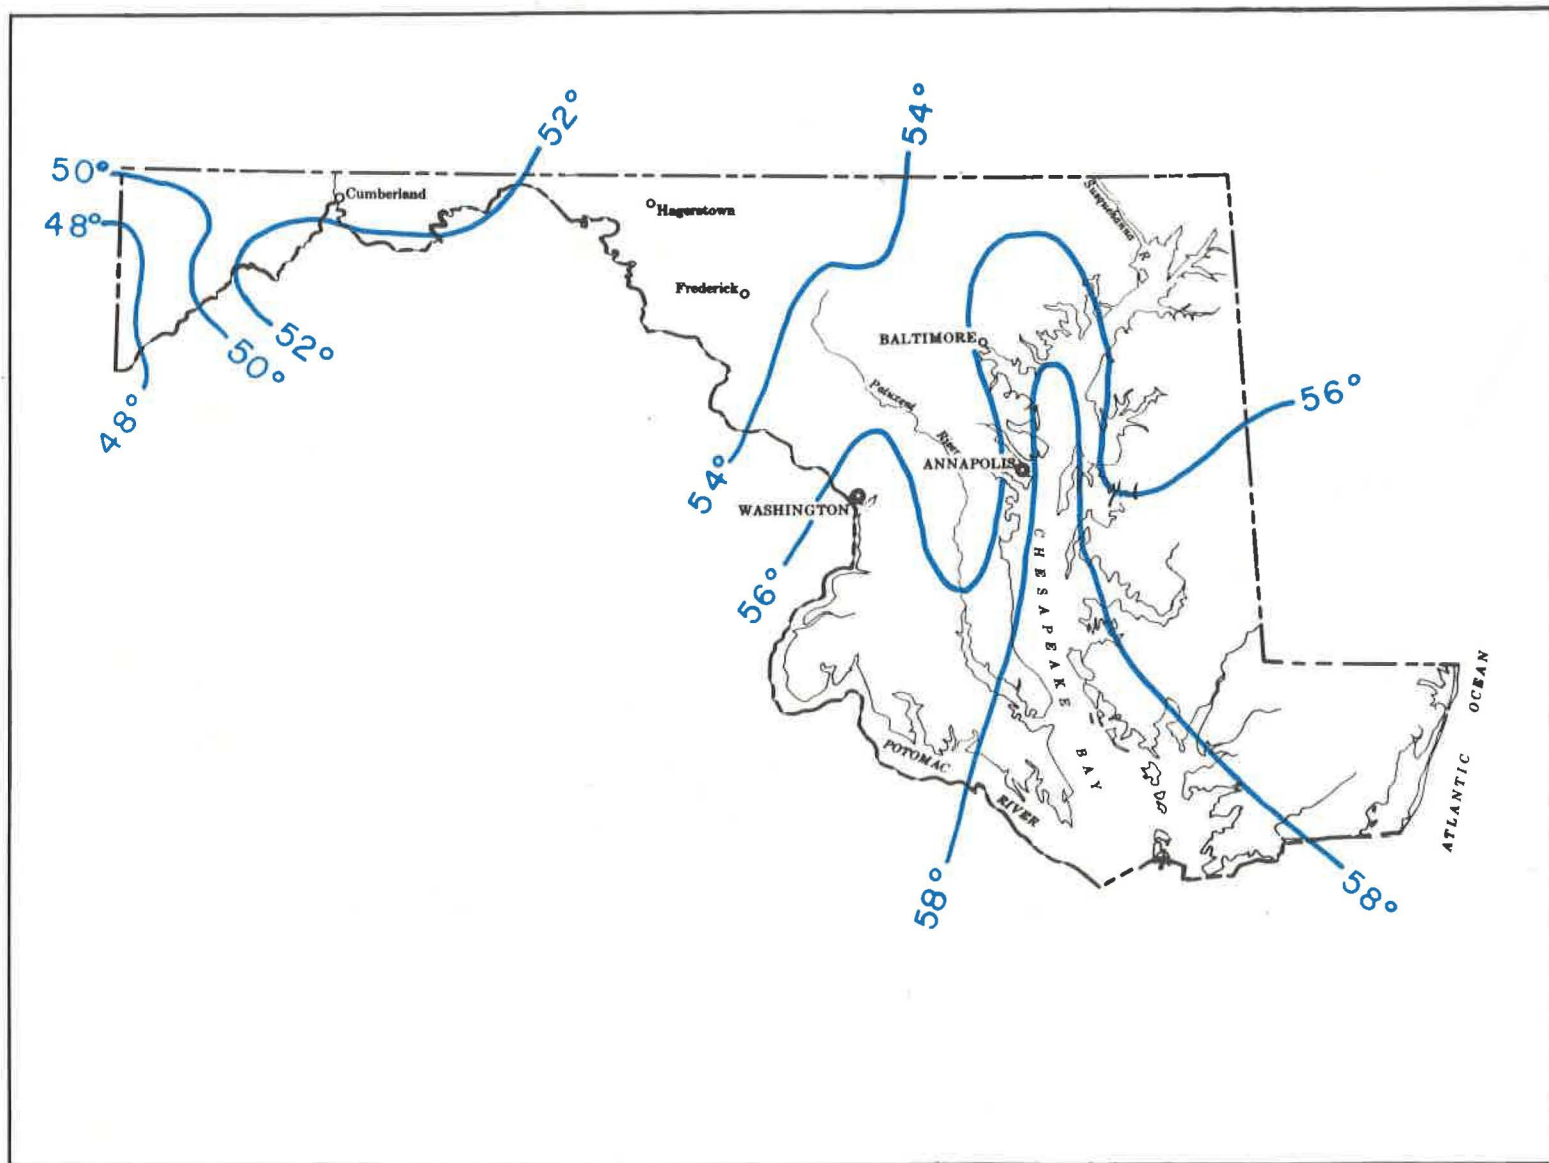 52°
54°
50°
Cumberland
Susquehanna R.
Hagerstown
48°
Frederick
BALTIMORE
52°
50°
56°
Patuxent River
48°
54°
ANNAPOLIS
WASHINGTON
CHESAPEAKE BAY
56°
ATLANTIC OCEAN
POTOMAC RIVER
58°
58°